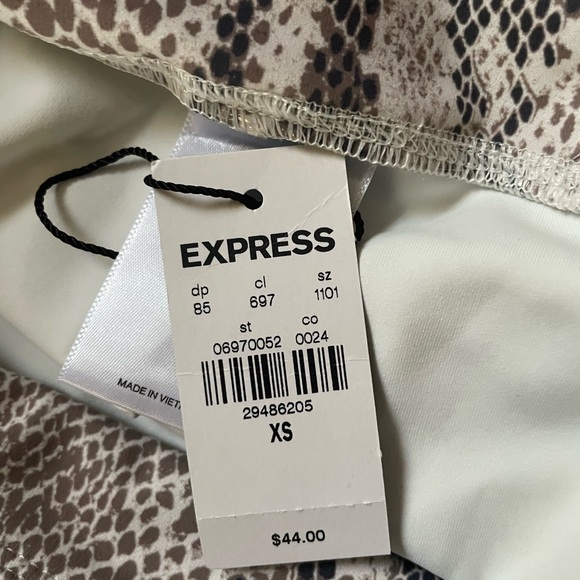 EXPRESS
dp cl sz
85 697 1101
st co
06970052 0024
29486205
XS
$44.00
MADE IN VIET